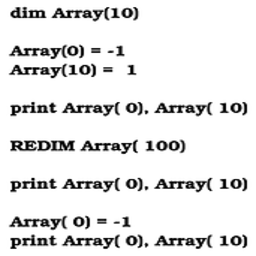 dim Array(10)
Array(0) = -1
Array(10) =  1
print Array( 0), Array( 10)
REDIM Array( 100)
print Array( 0), Array( 10)
Array( 0) = -1
print Array( 0), Array( 10)